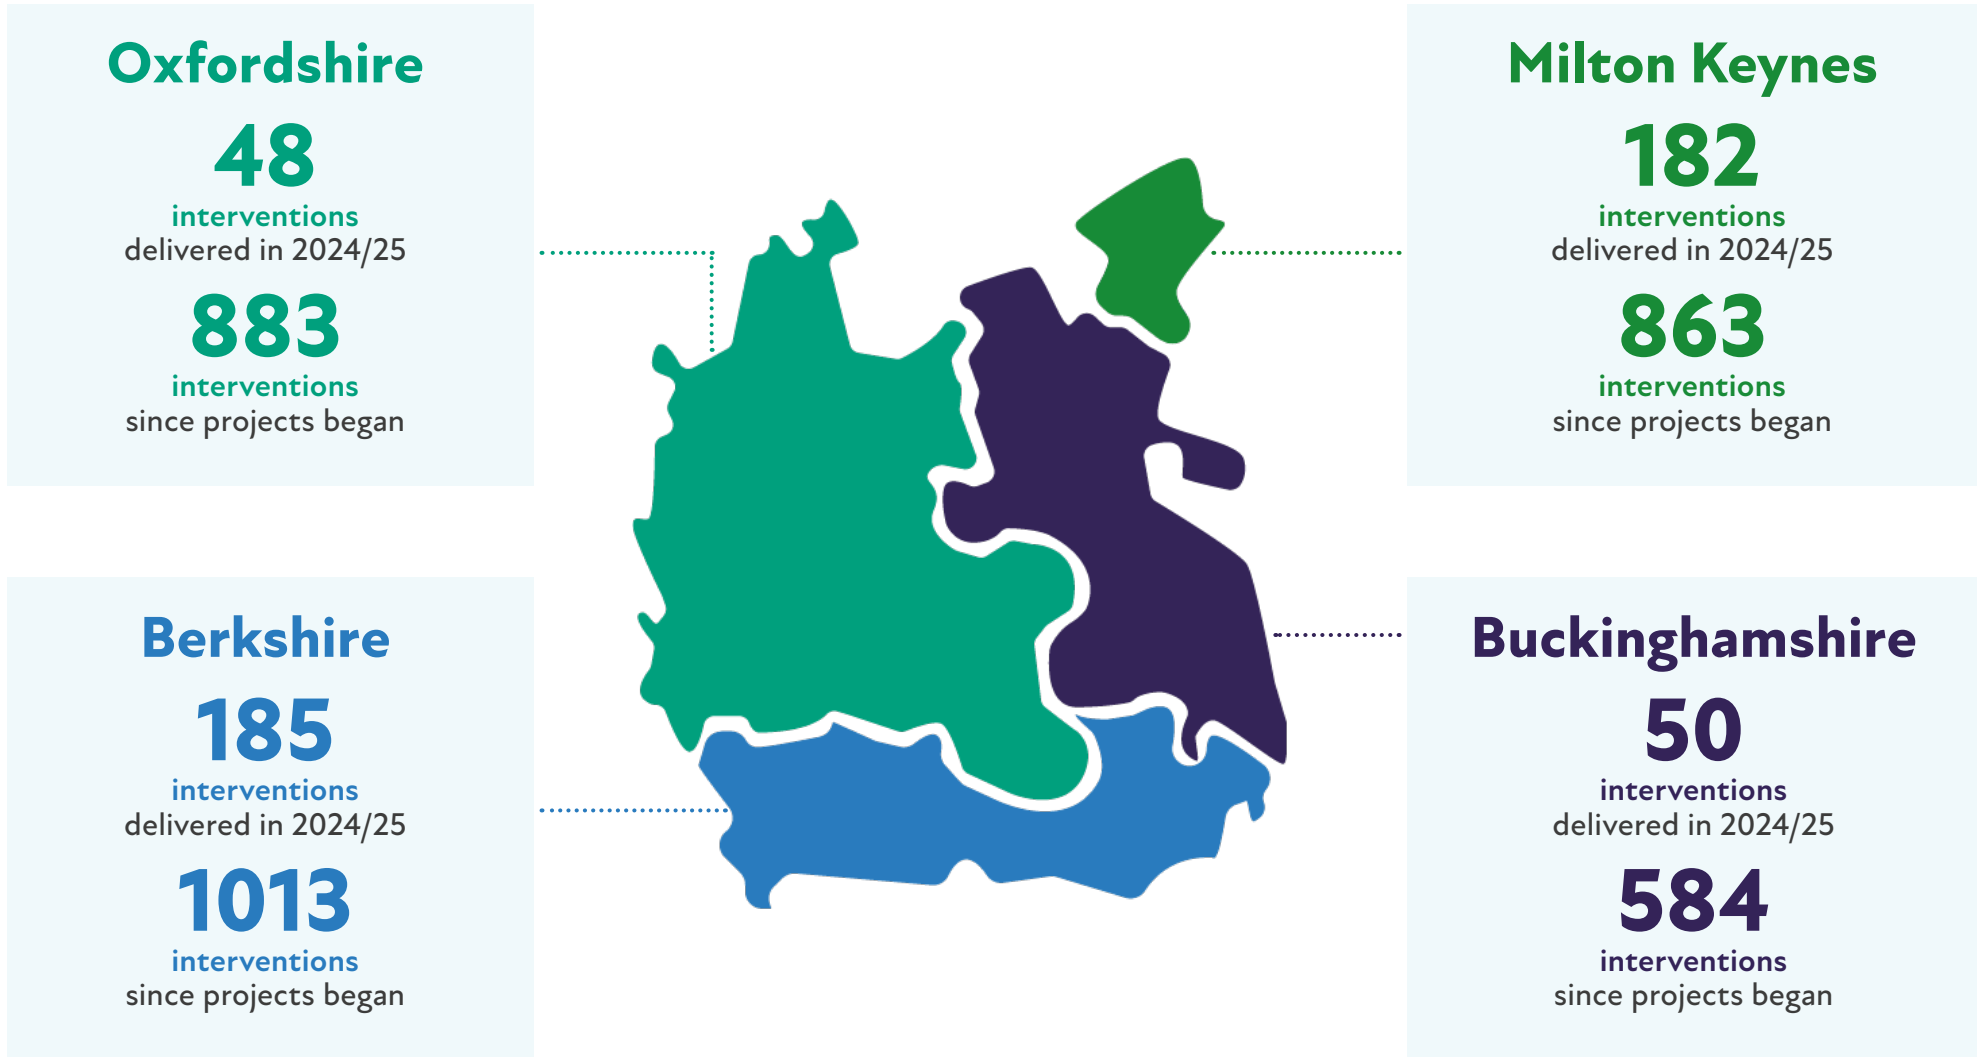 Oxfordshire
48
interventions
delivered in 2024/25
883
interventions
since projects began
Milton Keynes
182
interventions
delivered in 2024/25
863
interventions
since projects began
Berkshire
185
interventions
delivered in 2024/25
1013
interventions
since projects began
Buckinghamshire
50
interventions
delivered in 2024/25
584
interventions
since projects began